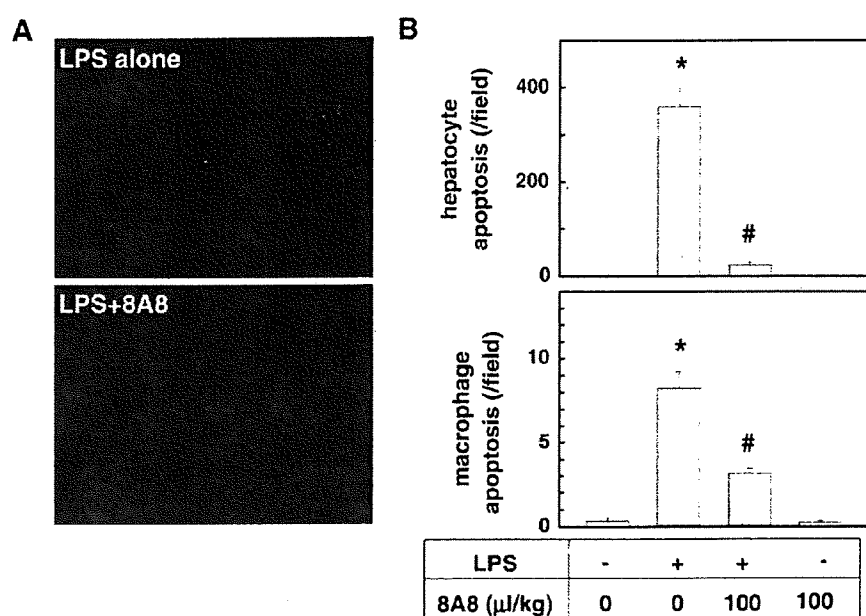 A
LPS alone
LPS+8A8
B
hepatocyte
apoptosis (/field)
400
200
0
*
#
macrophage
apoptosis (/field)
10
5
0
*
#
LPS - + + -
8A8 (μl/kg) 0 0 100 100